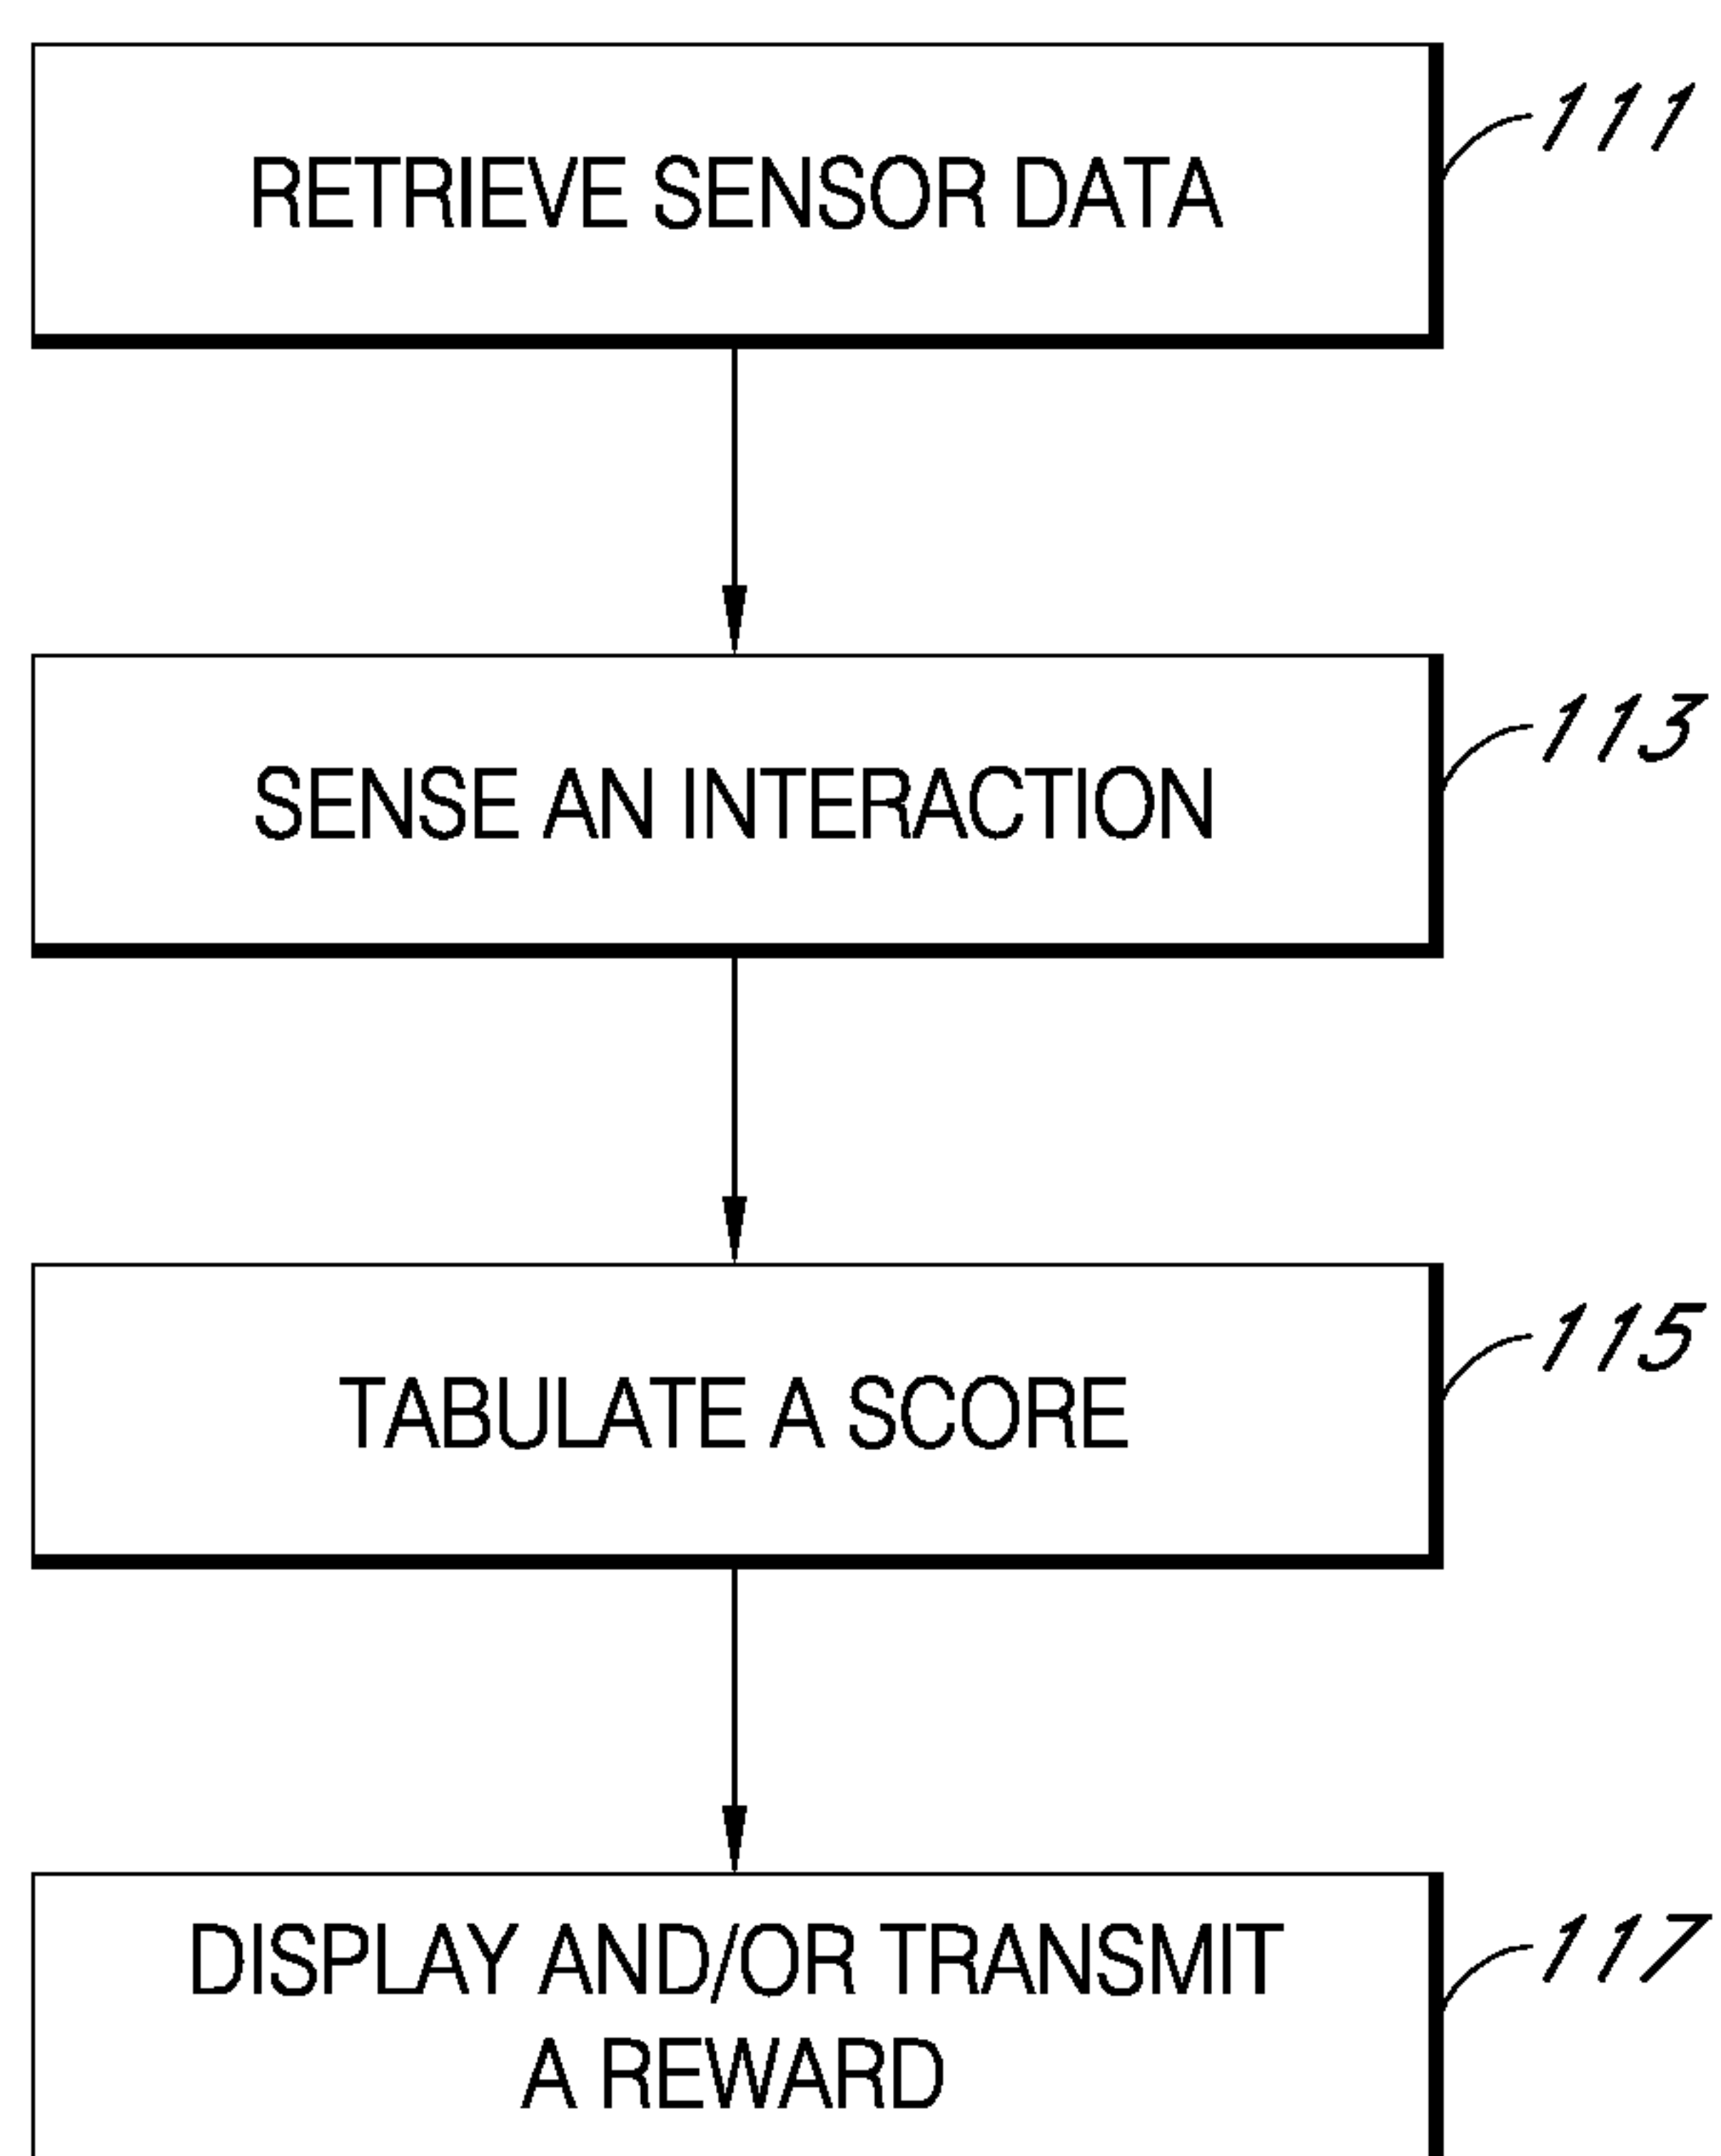 RETRIEVE SENSOR DATA
111
SENSE AN INTERACTION
113
TABULATE A SCORE
115
DISPLAY AND/OR TRANSMIT
A REWARD
117